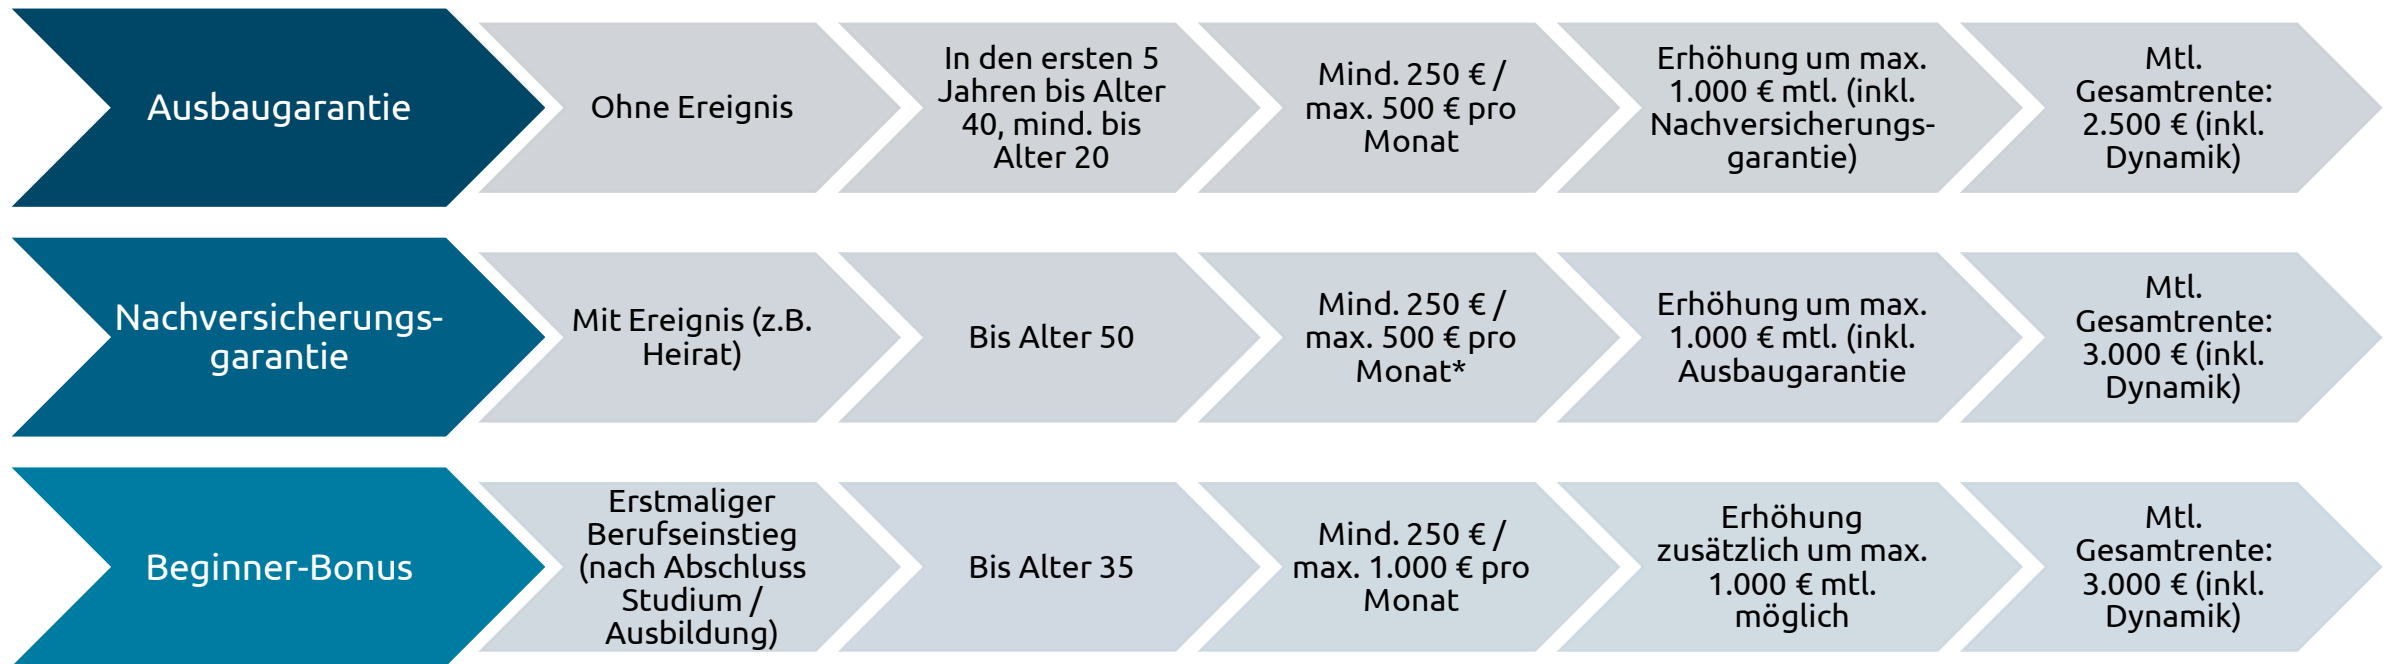 Ausbaugarantie
Ohne Ereignis
In den ersten 5
Jahren bis Alter
40, mind. bis
Alter 20
Mind. 250 € /
max. 500 € pro
Monat
Erhöhung um max.
1.000 € mtl. (inkl.
Nachversicherungs-
garantie)
Mtl.
Gesamtrente:
2.500 € (inkl.
Dynamik)
Nachversicherungs-
garantie
Mit Ereignis (z.B.
Heirat)
Bis Alter 50
Mind. 250 € /
max. 500 € pro
Monat*
Erhöhung um max.
1.000 € mtl. (inkl.
Ausbaugarantie
Mtl.
Gesamtrente:
3.000 € (inkl.
Dynamik)
Beginner-Bonus
Erstmaliger
Berufseinstieg
(nach Abschluss
Studium /
Ausbildung)
Bis Alter 35
Mind. 250 € /
max. 1.000 € pro
Monat
Erhöhung
zusätzlich um max.
1.000 € mtl.
möglich
Mtl.
Gesamtrente:
3.000 € (inkl.
Dynamik)